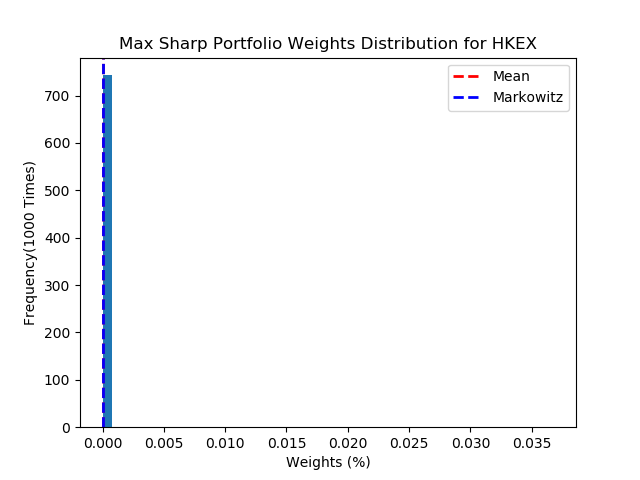 Max Sharp Portfolio Weights Distribution for HKEX
Mean
Markowitz
Frequency(1000 Times)
700
600
500
400
300
200
100
0
0.000 0.005 0.010 0.015 0.020 0.025 0.030 0.035
Weights (%)